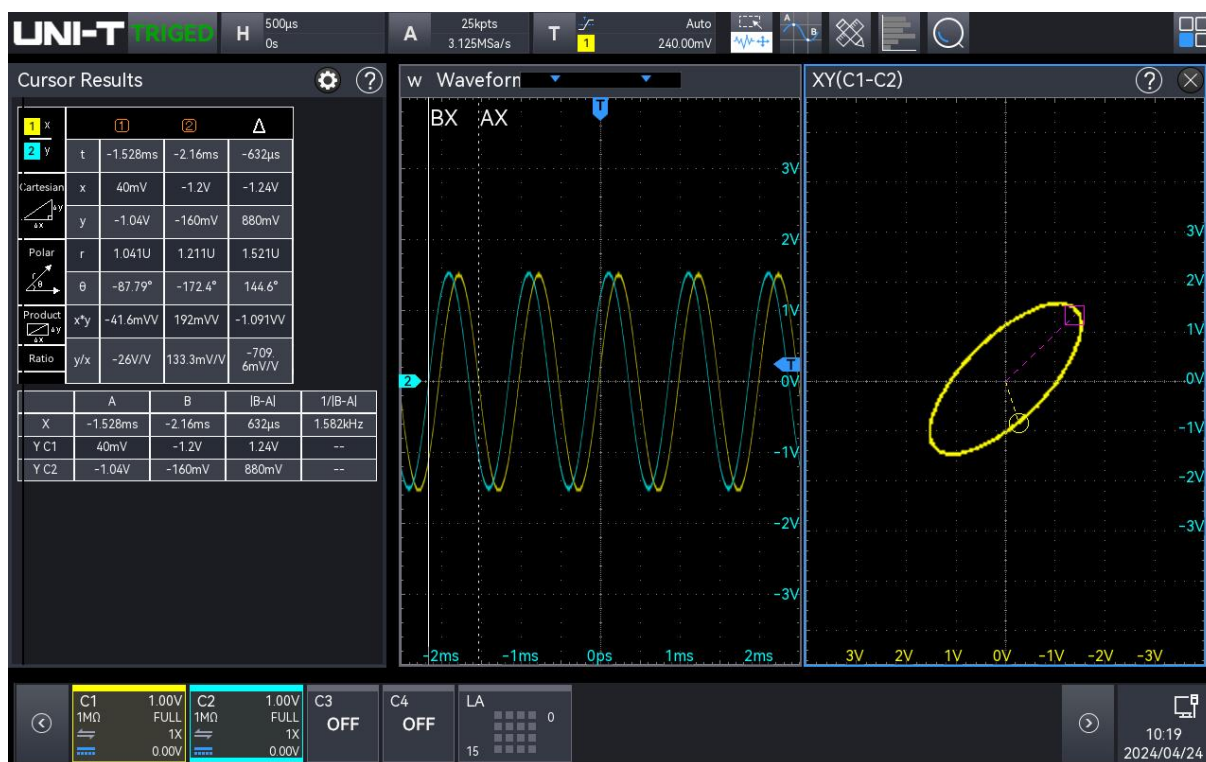 UNI-T TRIGED H 500µs 0s A 25kpts 3.125MSa/s T 1 Auto 240.00mV A B
Cursor Results ?
1 x 1 2 Δ
2 y t -1.528ms -2.16ms -632µs
Cartesian x 40mV -1.2V -1.24V
Δy Δx y -1.04V -160mV 880mV
Polar r 1.041U 1.211U 1.521U
r θ θ -87.79° -172.4° 144.6°
Product x*y -41.6mVV 192mVV -1.091VV
Δy Δx
Ratio y/x -26V/V 133.3mV/V -709.6mV/V
A B |B-A| 1/|B-A|
X -1.528ms -2.16ms 632µs 1.582kHz
Y C1 40mV -1.2V 1.24V --
Y C2 -1.04V -160mV 880mV --
w Waveforn
BX AX T
3V
2V
1V
T
2 0V
-1V
-2V
-3V
-2ms -1ms 0ps 1ms 2ms
XY(C1-C2) ?
3V
2V
1V
0V
-1V
-2V
-3V
3V 2V 1V 0V -1V -2V -3V
C1 1.00V
1MΩ FULL
1X
0.00V
C2 1.00V
1MΩ FULL
1X
0.00V
C3
OFF
C4
OFF
LA
0
15
10:19
2024/04/24